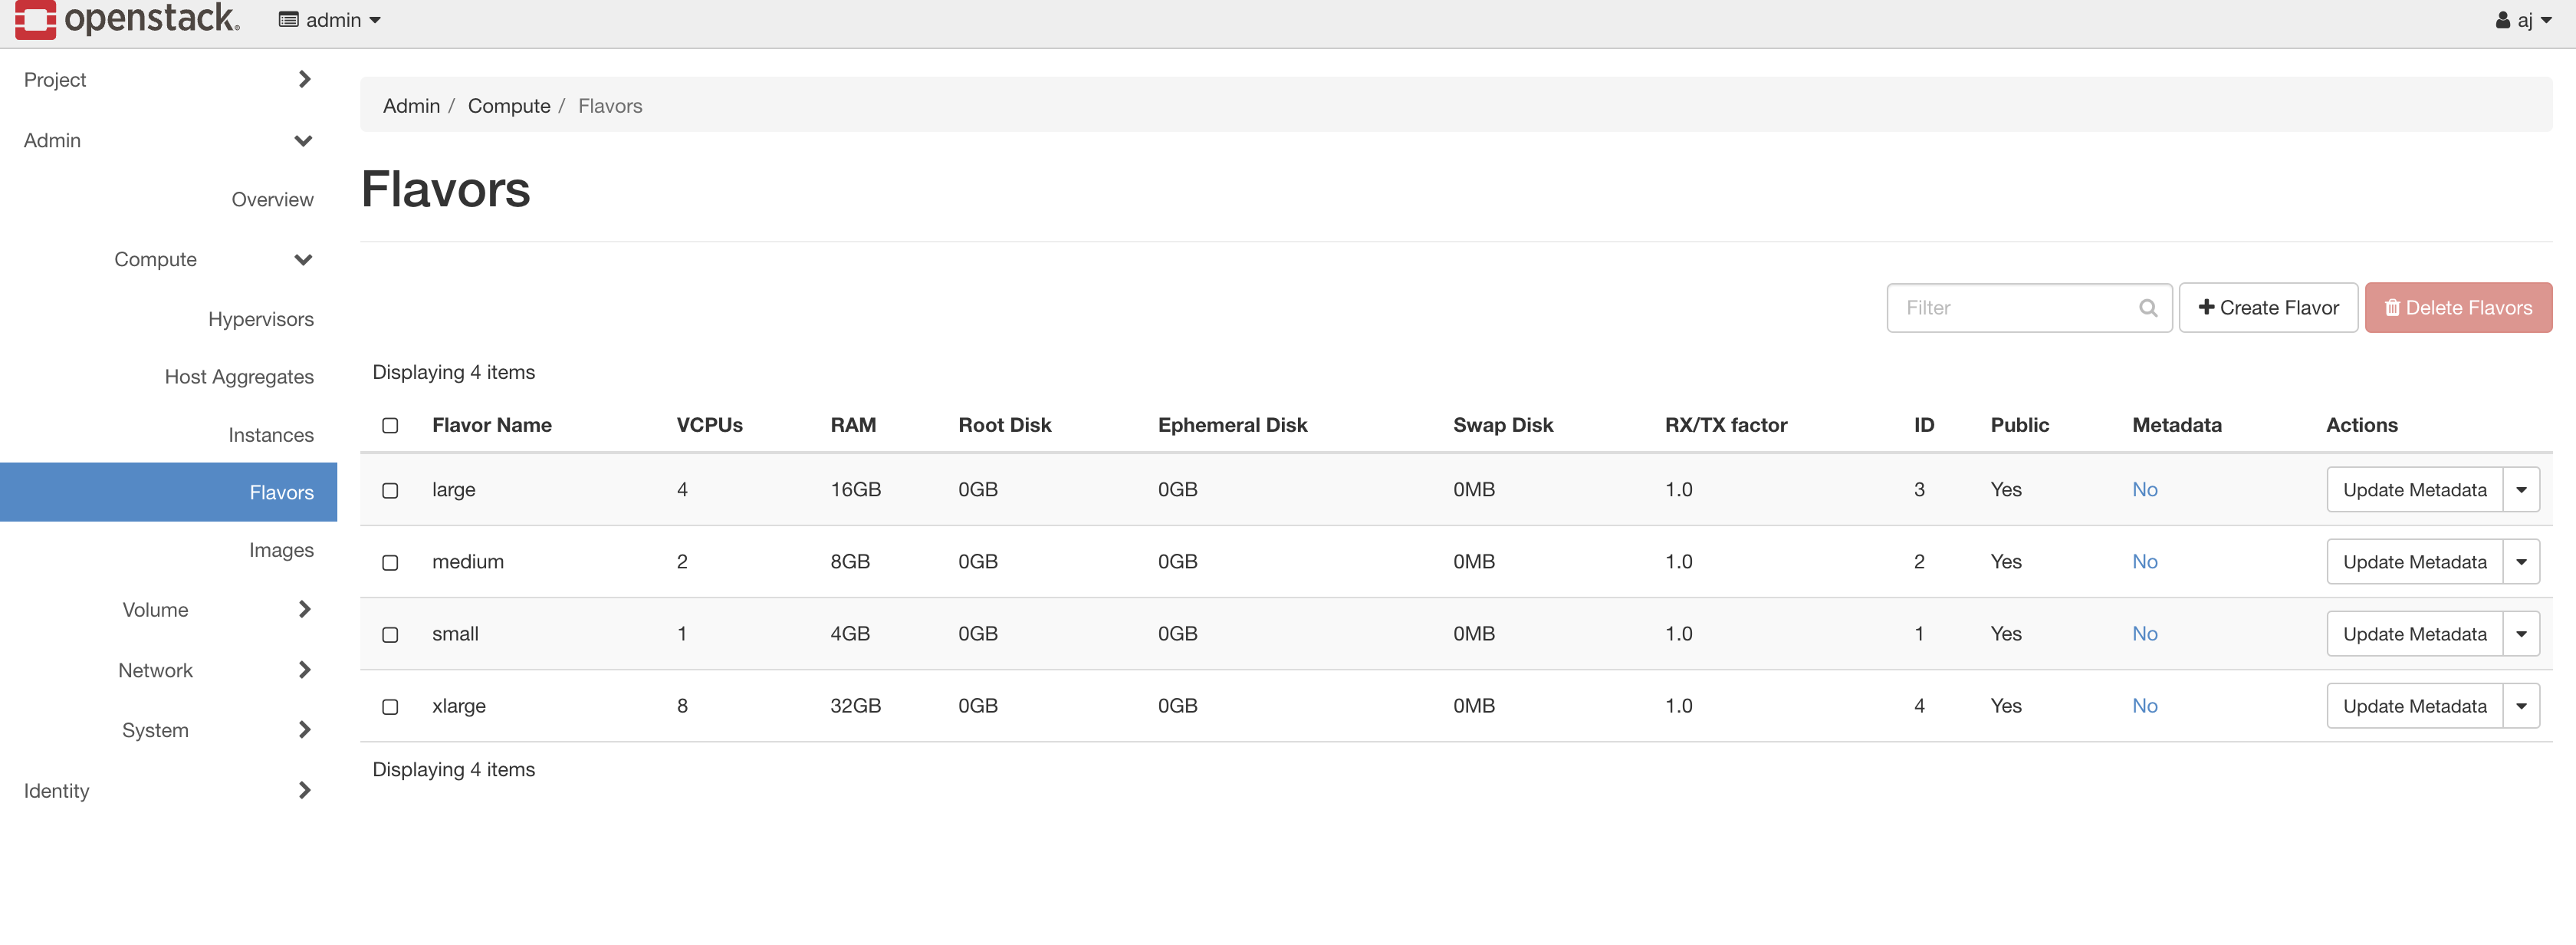 openstack. admin aj
Project
Admin
Overview
Compute
Hypervisors
Host Aggregates
Instances
Flavors
Images
Volume
Network
System
Identity
Admin / Compute / Flavors
Flavors
Filter Create Flavor Delete Flavors
Displaying 4 items
Flavor Name VCPUs RAM Root Disk Ephemeral Disk Swap Disk RX/TX factor ID Public Metadata Actions
large 4 16GB 0GB 0GB 0MB 1.0 3 Yes No Update Metadata
medium 2 8GB 0GB 0GB 0MB 1.0 2 Yes No Update Metadata
small 1 4GB 0GB 0GB 0MB 1.0 1 Yes No Update Metadata
xlarge 8 32GB 0GB 0GB 0MB 1.0 4 Yes No Update Metadata
Displaying 4 items